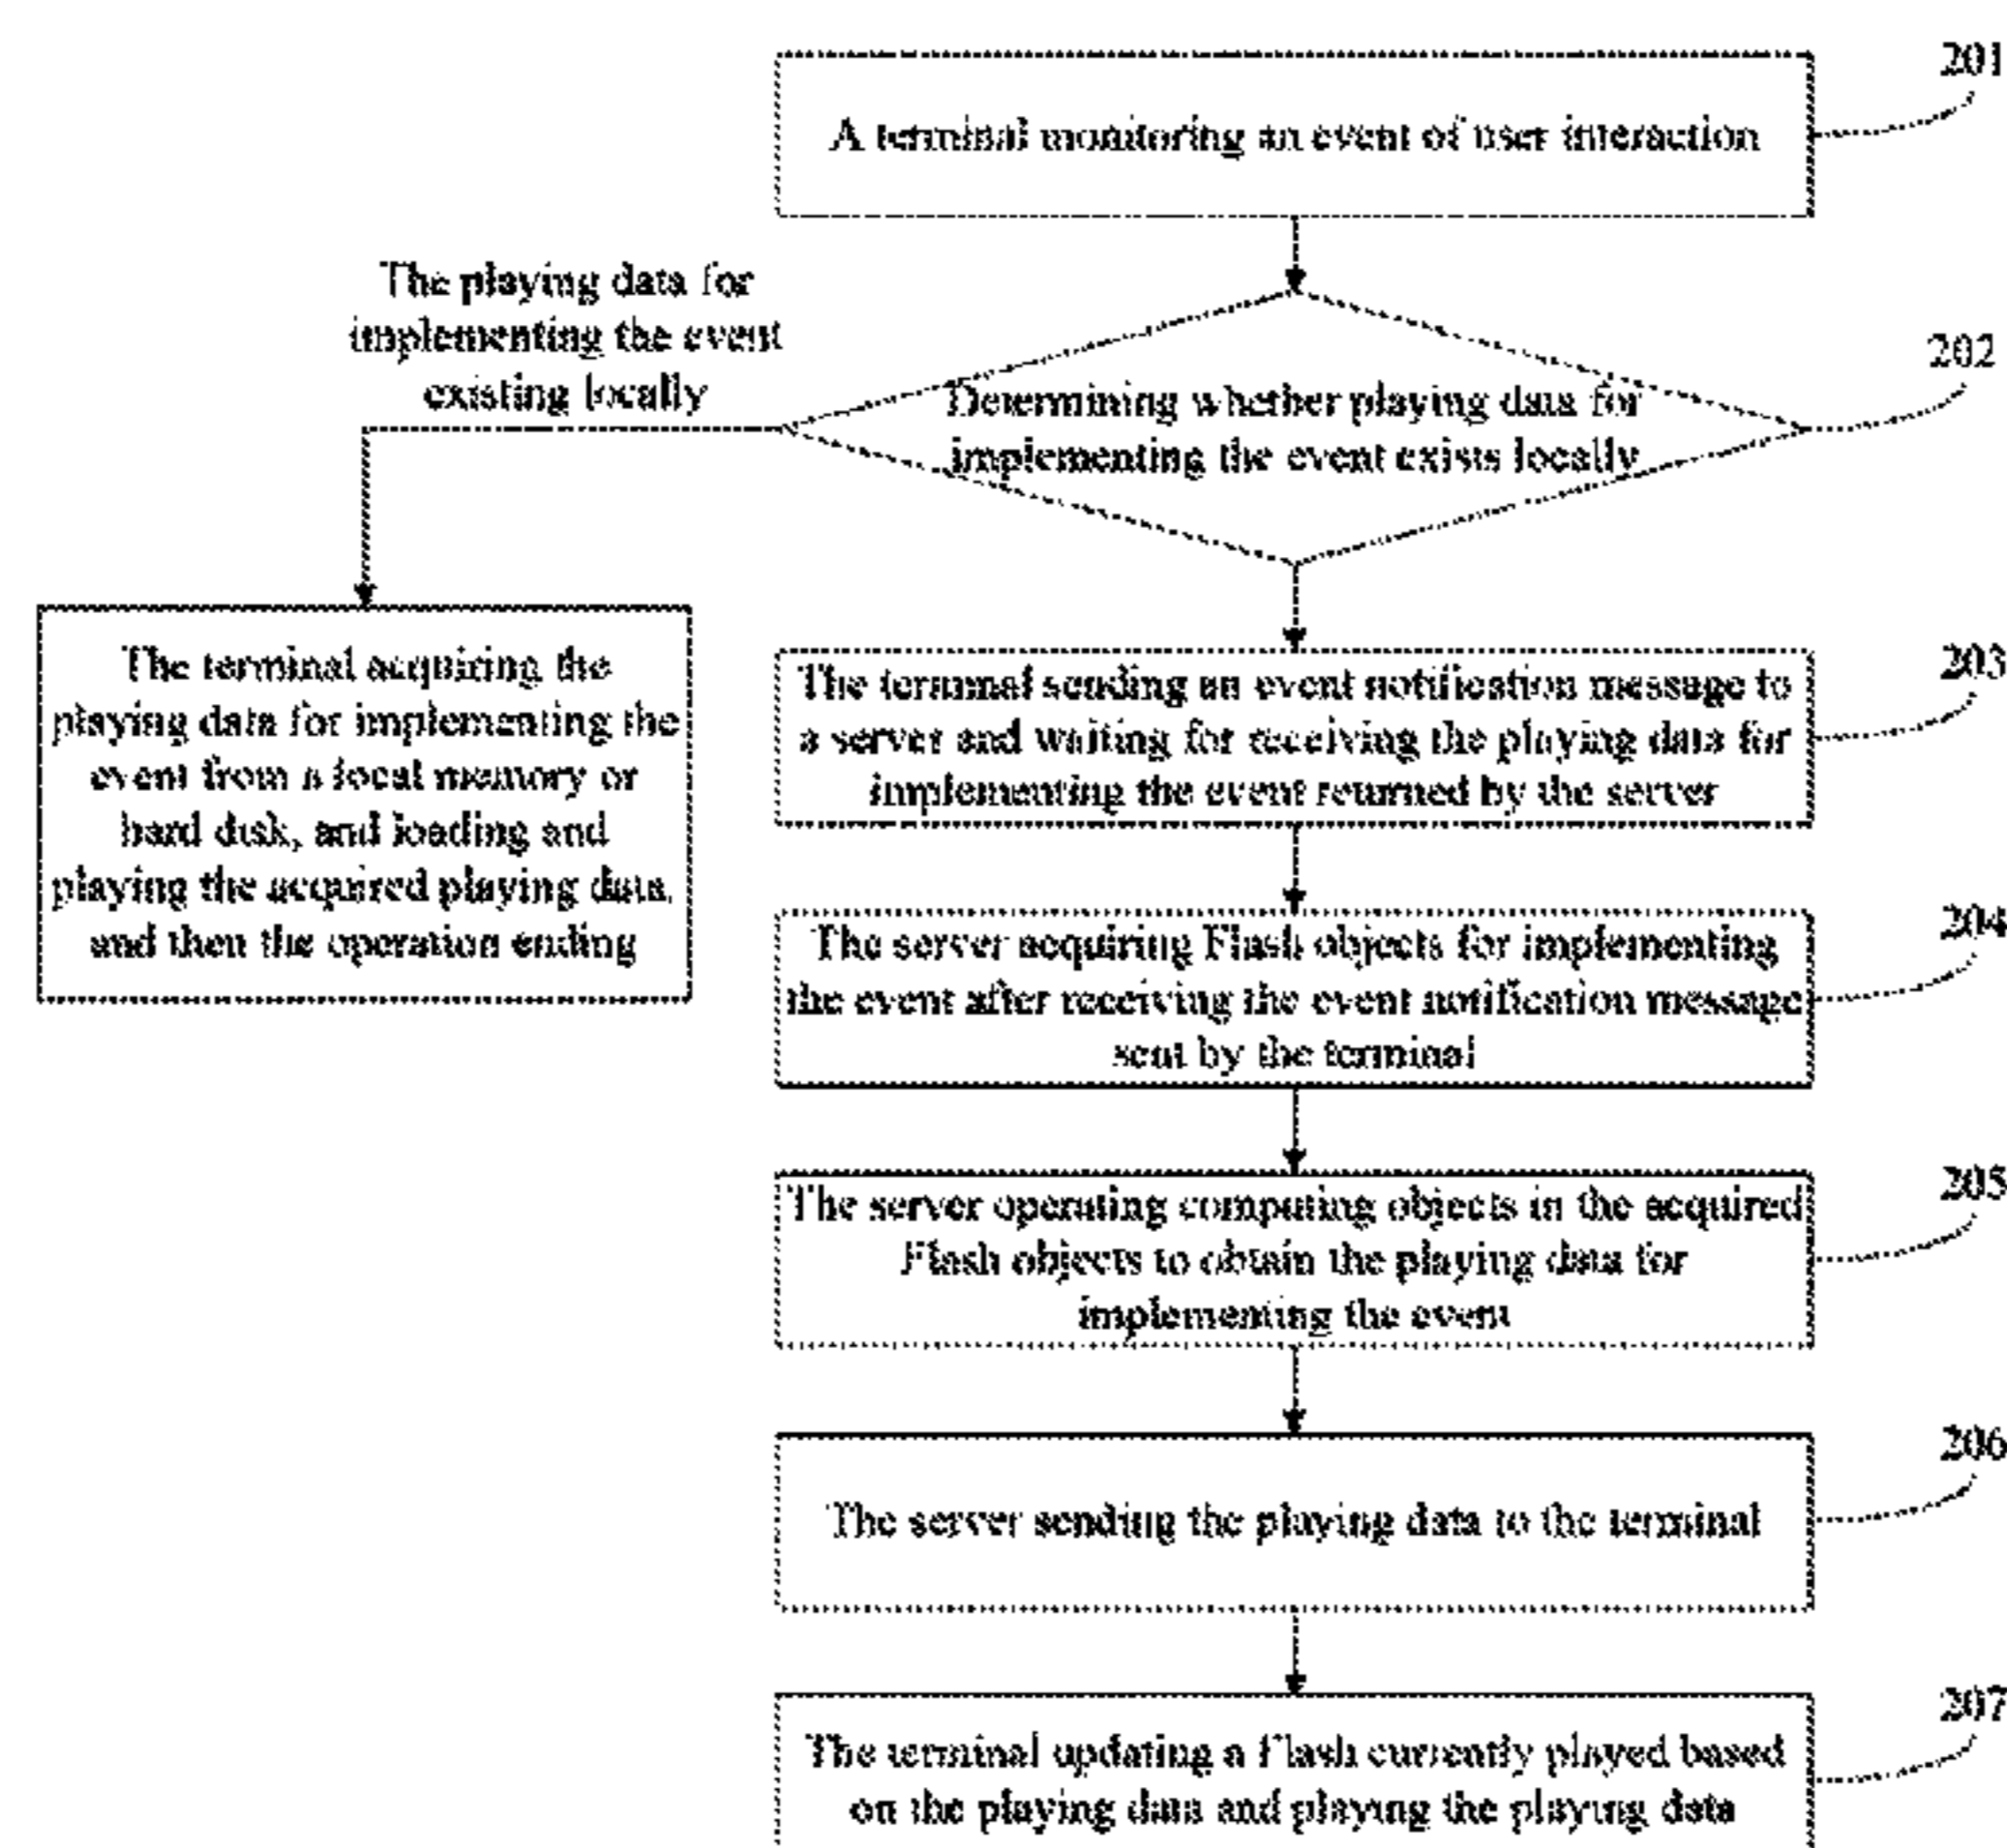 201
A terminal monitoring an event of user interaction
The playing data for
implementing the event
existing locally
202
Determining whether playing data for
implementing the event exists locally
The terminal acquiring the
playing data for implementing the
event from a local memory or
hard disk, and loading and
playing the acquired playing data,
and then the operation ending
203
The terminal sending an event notification message to
a server and waiting for receiving the playing data for
implementing the event returned by the server
204
The server acquiring Flash objects for implementing
the event after receiving the event notification message
sent by the terminal
205
The server operating computing objects in the acquired
Flash objects to obtain the playing data for
implementing the event
206
The server sending the playing data to the terminal
207
The terminal updating a Flash currently played based
on the playing data and playing the playing data